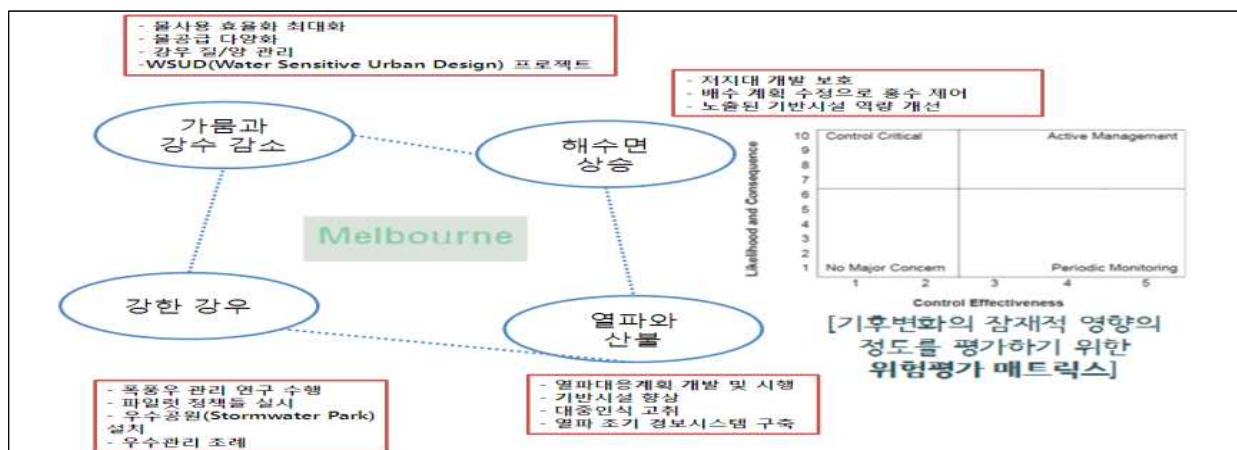 - 물사용 효율화 최대화
- 물공급 다양화
- 강우 질/양 관리
-WSUD(Water Sensitive Urban Design) 프로젝트
- 저지대 개발 보호
- 배수 계획 수정으로 홍수 제어
- 노출된 기반시설 역량 개선
가뭄과
강수 감소
해수면
상승
Melbourne
강한 강우
열파와
산불
- 폭풍우 관리 연구 수행
- 파일럿 정책들 실시
- 우수공원(Stormwater Park)
설치
- 우수관리 조례
- 열파대응계획 개발 및 시행
- 기반시설 향상
- 대중인식 고취
- 열파 조기 경보시스템 구축
Likelihood and Consequence
10
9
8
7
6
5
4
3
2
1
Control Critical
Active Management
No Major Concern
Periodic Monitoring
1 2 3 4 5
Control Effectiveness
[기후변화의 잠재적 영향의
정도를 평가하기 위한
위험평가 매트릭스]